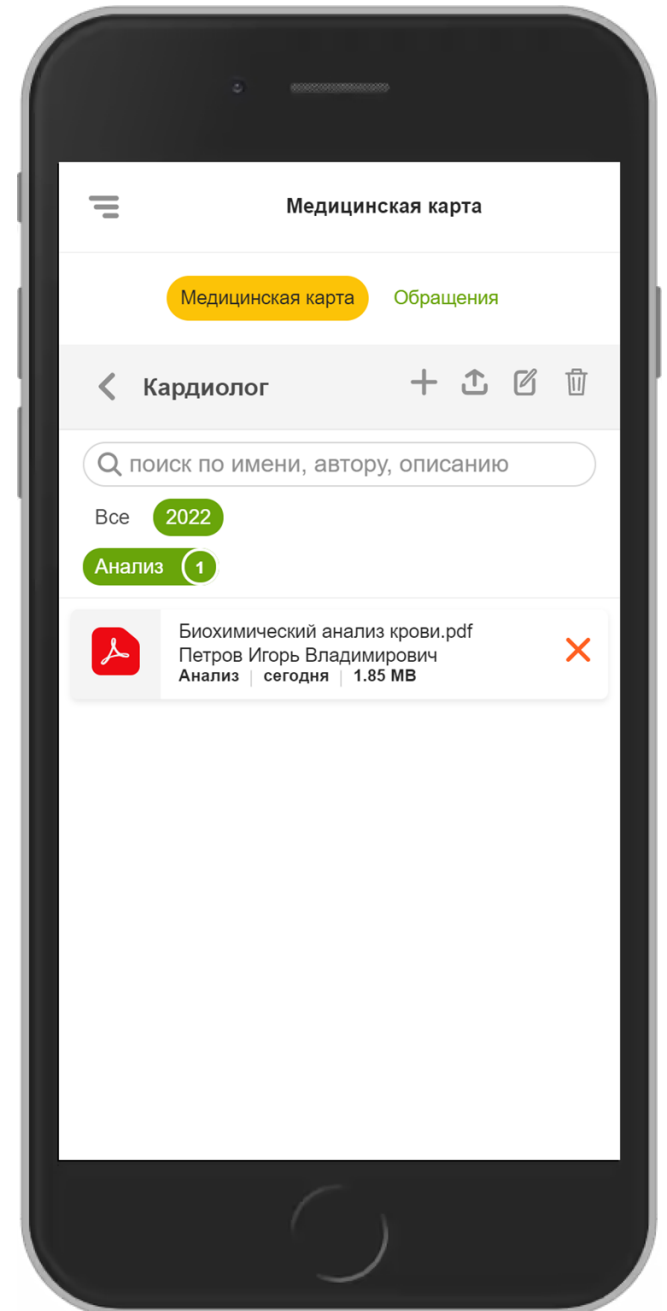 Медицинская карта
Медицинская карта Обращения
Кардиолог
поиск по имени, автору, описанию
Все 2022
Анализ 1
Биохимический анализ крови.pdf
Петров Игорь Владимирович
Анализ | сегодня | 1.85 MB